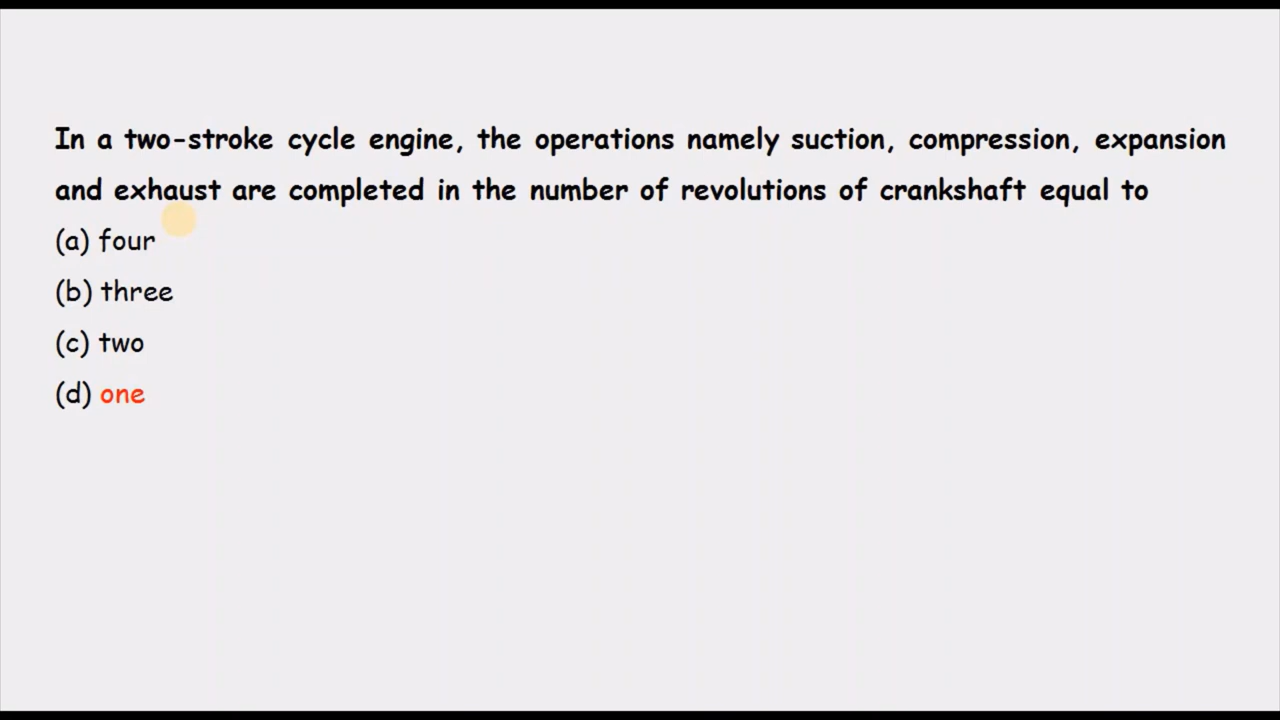 In a two-stroke cycle engine, the operations namely suction, compression, expansion
and exhaust are completed in the number of revolutions of crankshaft equal to
(a) four
(b) three
(c) two
(d) one